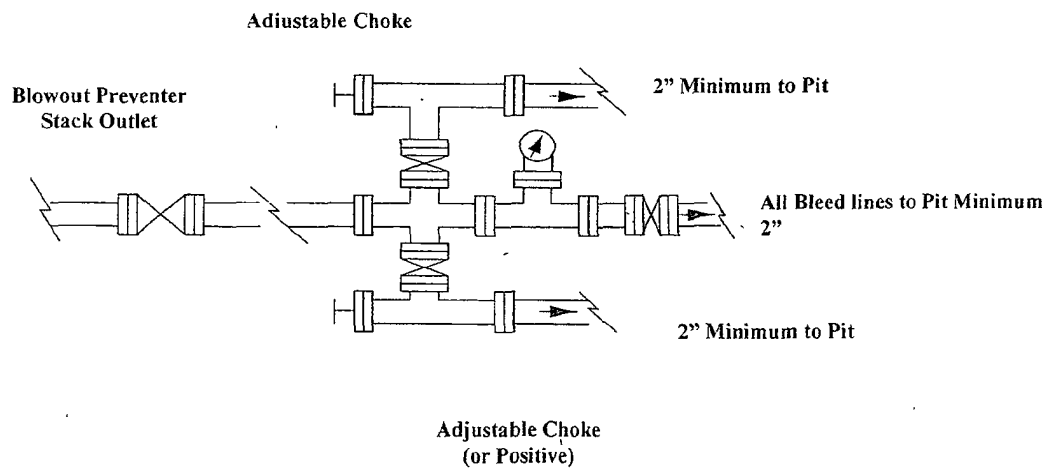 Adiustable Choke
Blowout Preventer
Stack Outlet
2” Minimum to Pit
All Bleed lines to Pit Minimum
2”
2” Minimum to Pit
Adjustable Choke
(or Positive)